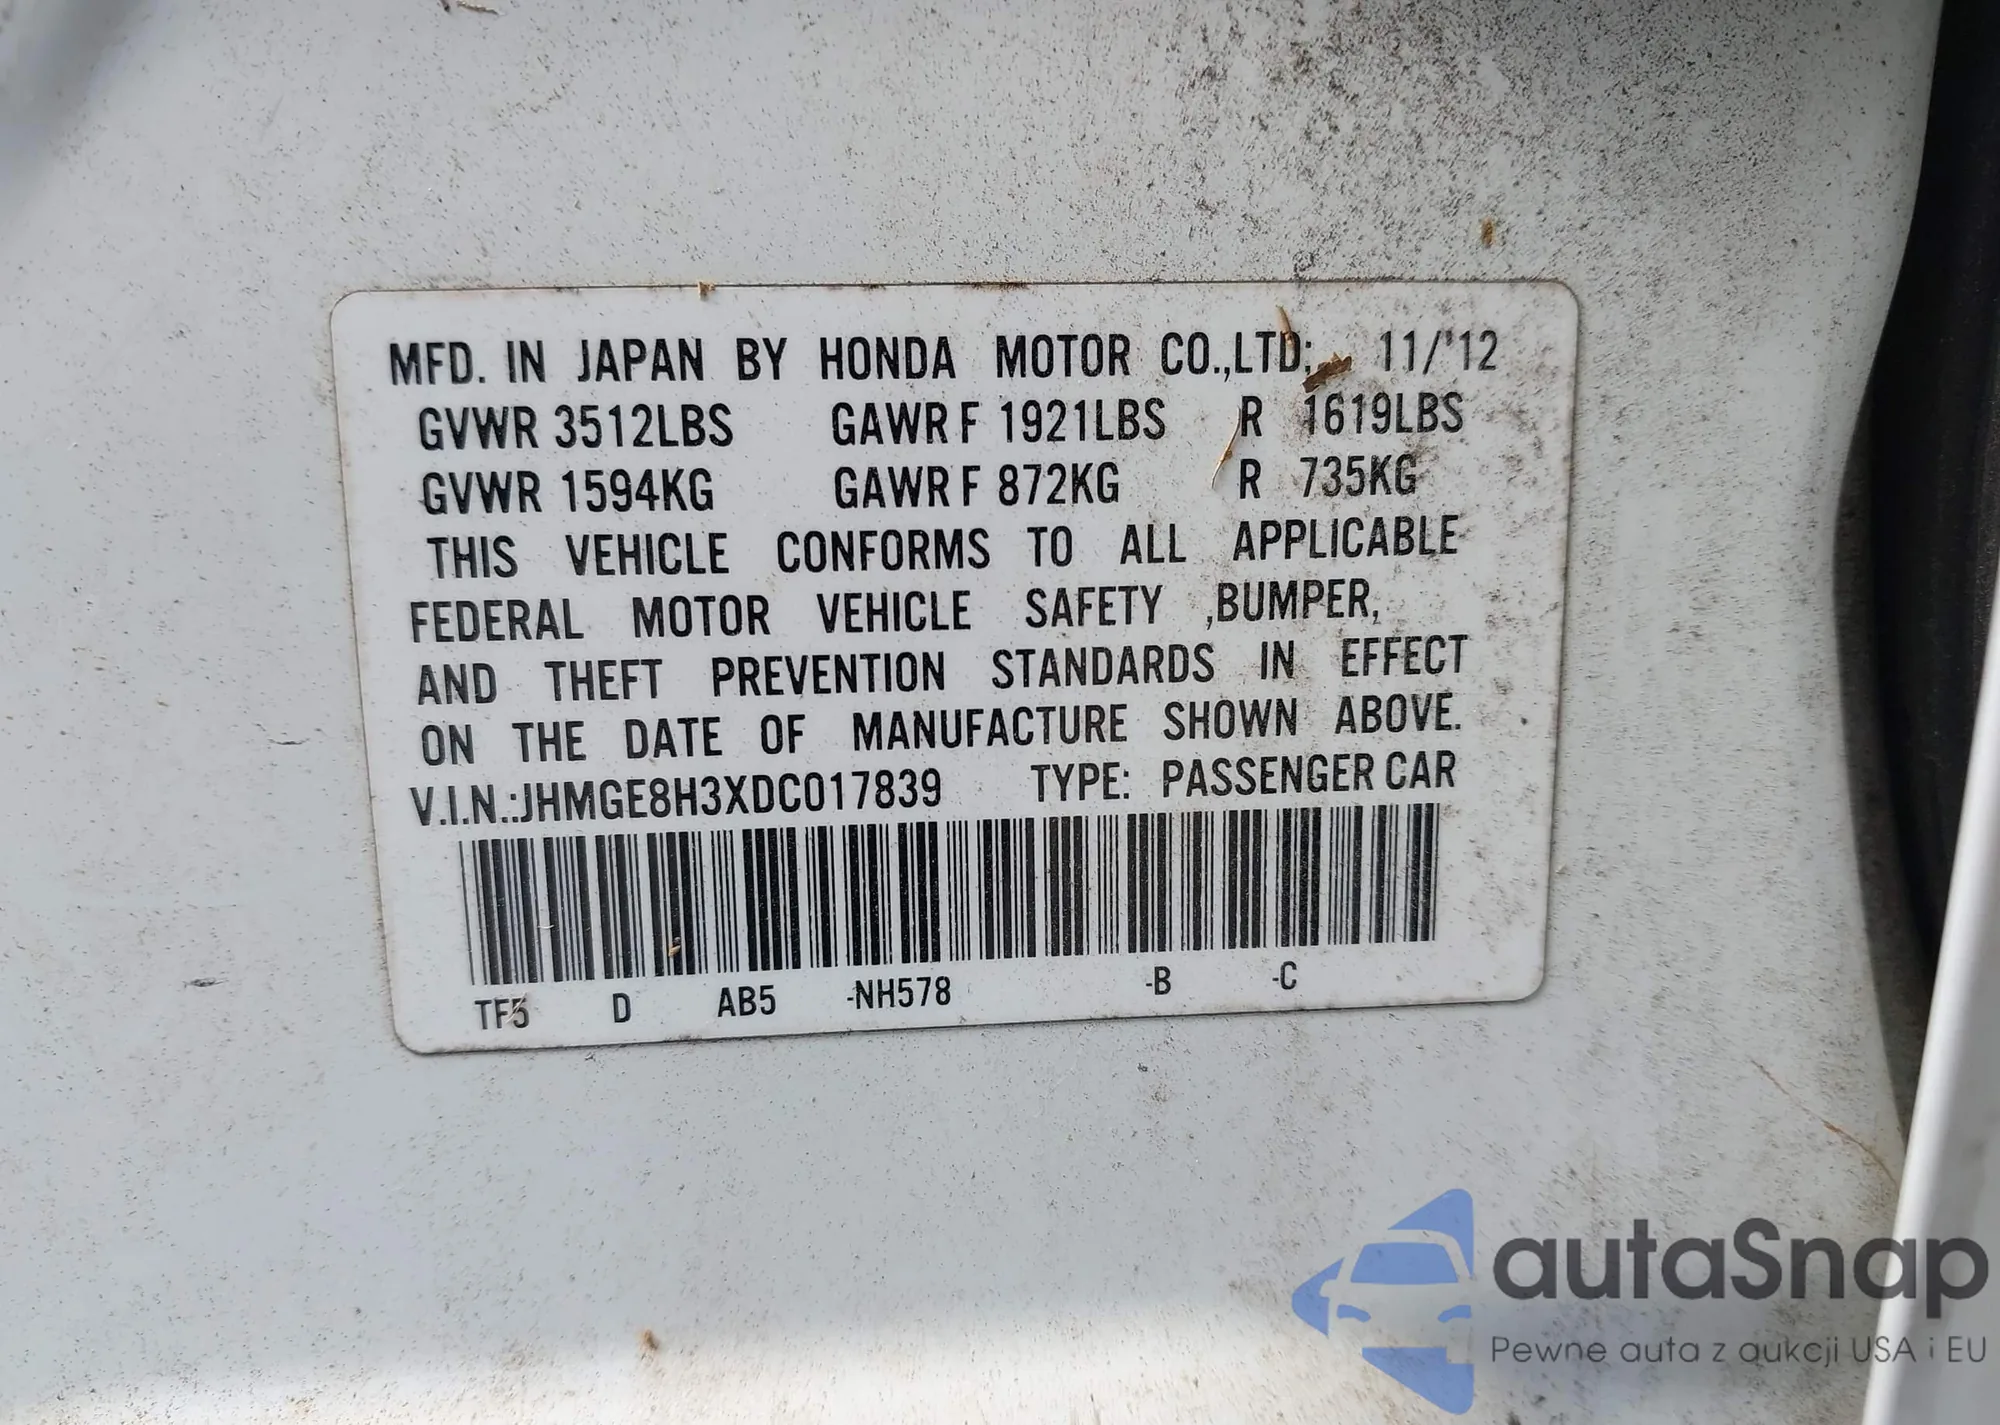 MFD. IN JAPAN BY HONDA MOTOR CO.,LTD; 11/'12
GVWR 3512LBS GAWR F 1921LBS R 1619LBS
GVWR 1594KG GAWR F 872KG R 735KG
THIS VEHICLE CONFORMS TO ALL APPLICABLE
FEDERAL MOTOR VEHICLE SAFETY ,BUMPER,
AND THEFT PREVENTION STANDARDS IN EFFECT
ON THE DATE OF MANUFACTURE SHOWN ABOVE.
V.I.N.:JHMGE8H3XDC017839 TYPE: PASSENGER CAR
TF5 D AB5 -NH578 -B -C
autaSnap
Pewne auta z aukcji USA i EU